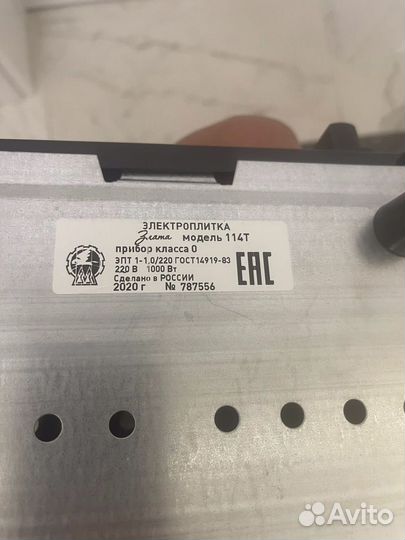 ЭЛЕКТРОПЛИТКА
Злата модель 114Т
прибор класса 0
ЭПТ 1-1,0/220 ГОСТ14919-83
220 В 1000 Вт
Сделано в РОССИИ
2020 г № 787556
EAC
Avito